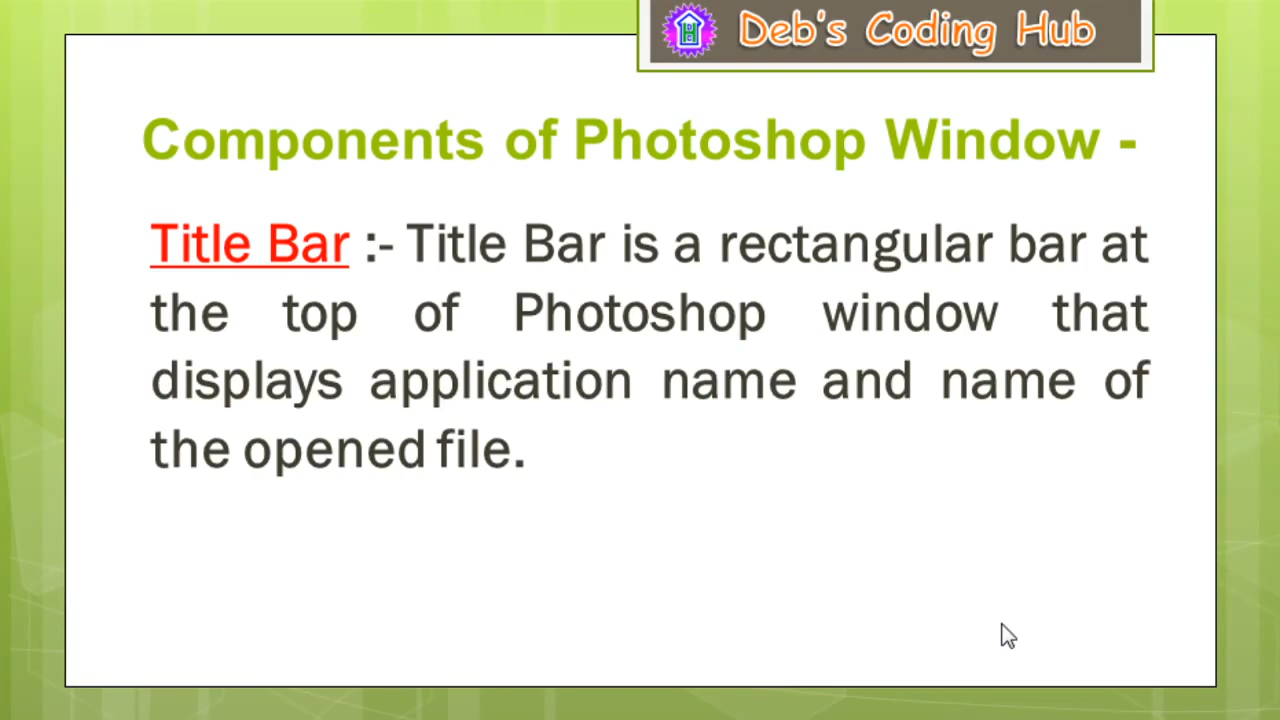 Deb's Coding Hub
Components of Photoshop Window -
Title Bar :- Title Bar is a rectangular bar at
the top of Photoshop window that
displays application name and name of
the opened file.